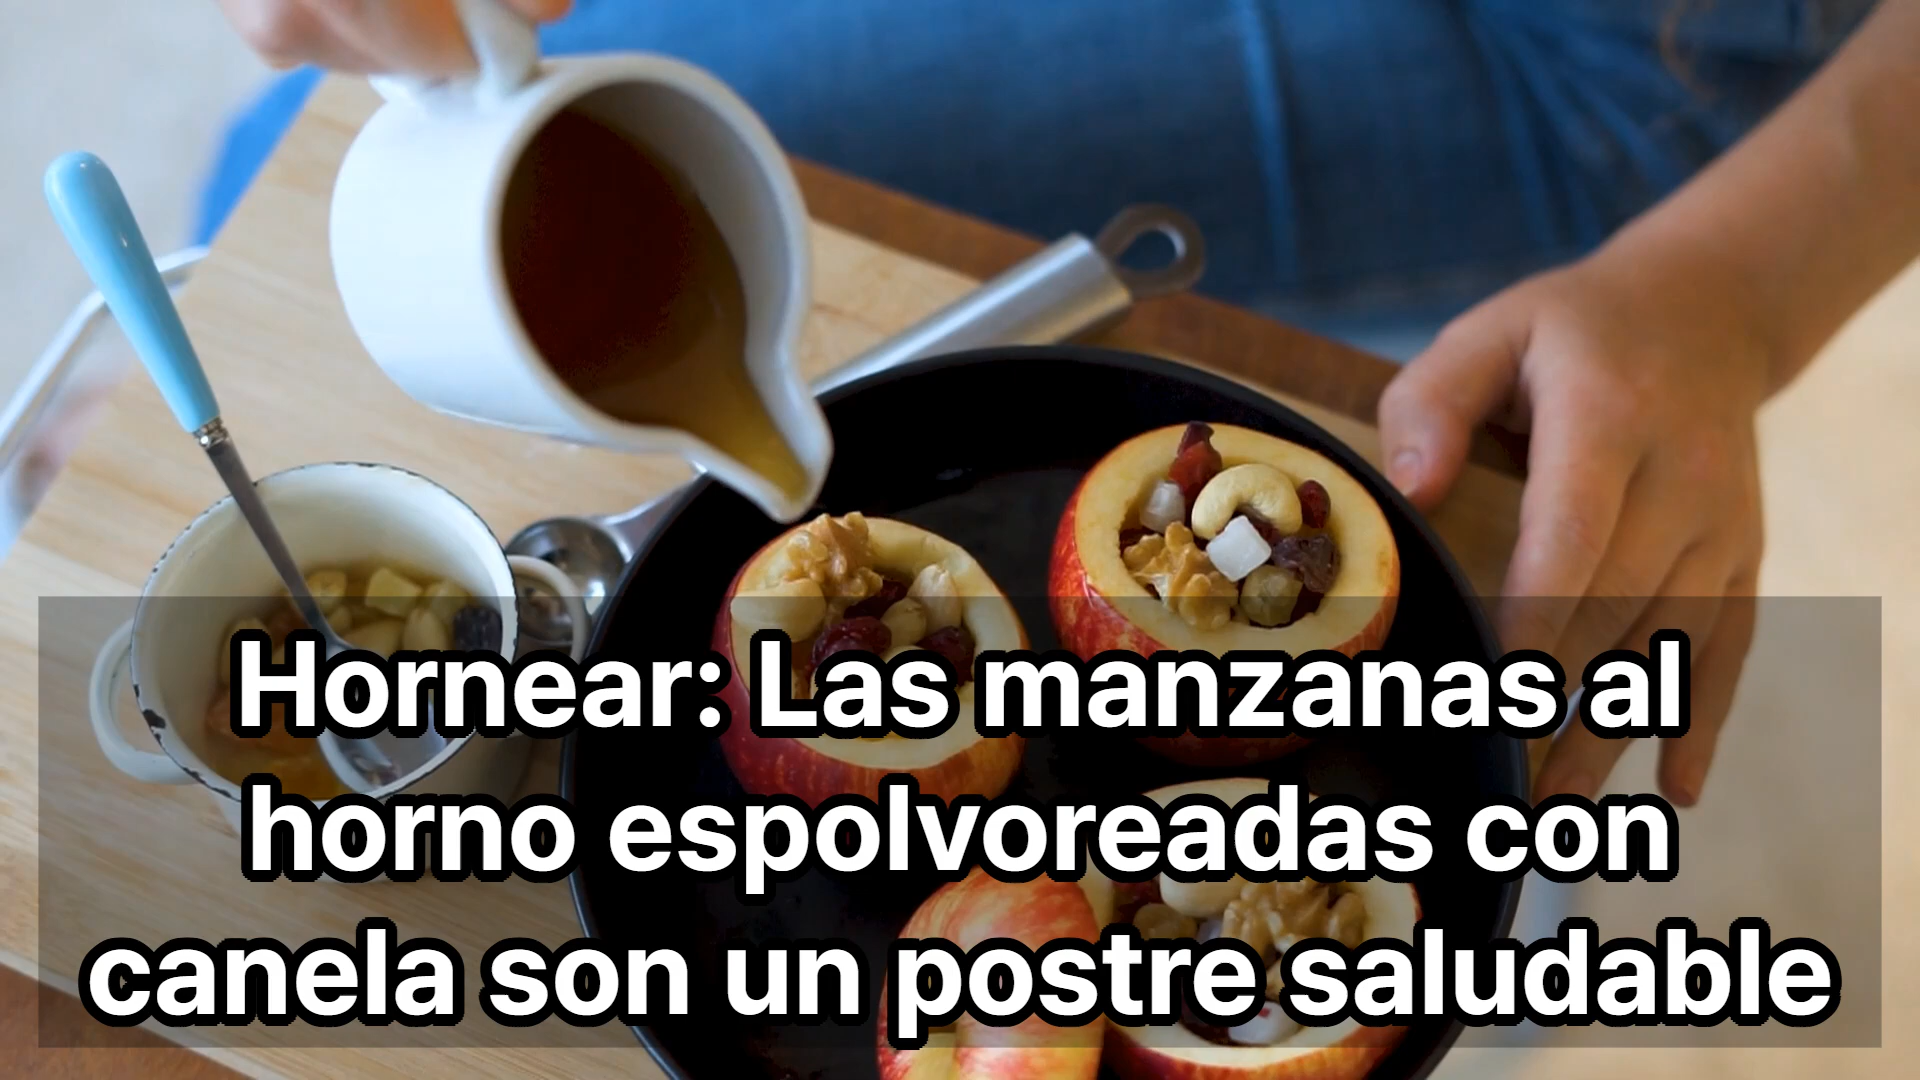 Hornear: Las manzanas al
horno espolvoreadas con
canela son un postre saludable